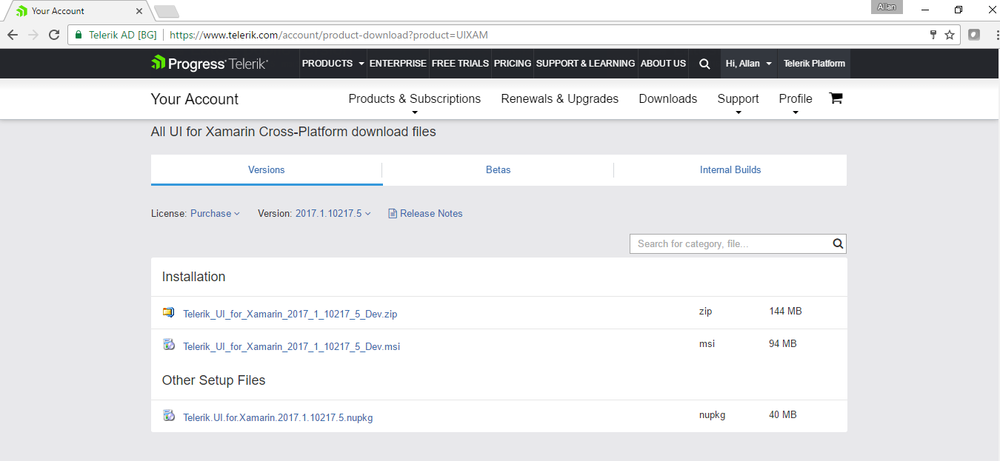 Your Account
Allan
Telerik AD [BG] https://www.telerik.com/account/product-download?product=UIXAM
Progress Telerik PRODUCTS ENTERPRISE FREE TRIALS PRICING SUPPORT & LEARNING ABOUT US Hi, Allan Telerik Platform
Your Account Products & Subscriptions Renewals & Upgrades Downloads Support Profile
All UI for Xamarin Cross-Platform download files
Versions Betas Internal Builds
License: Purchase Version: 2017.1.10217.5 Release Notes
Search for category, file...
Installation
Telerik_UI_for_Xamarin_2017_1_10217_5_Dev.zip zip 144 MB
Telerik_UI_for_Xamarin_2017_1_10217_5_Dev.msi msi 94 MB
Other Setup Files
Telerik.UI.for.Xamarin.2017.1.10217.5.nupkg nupkg 40 MB